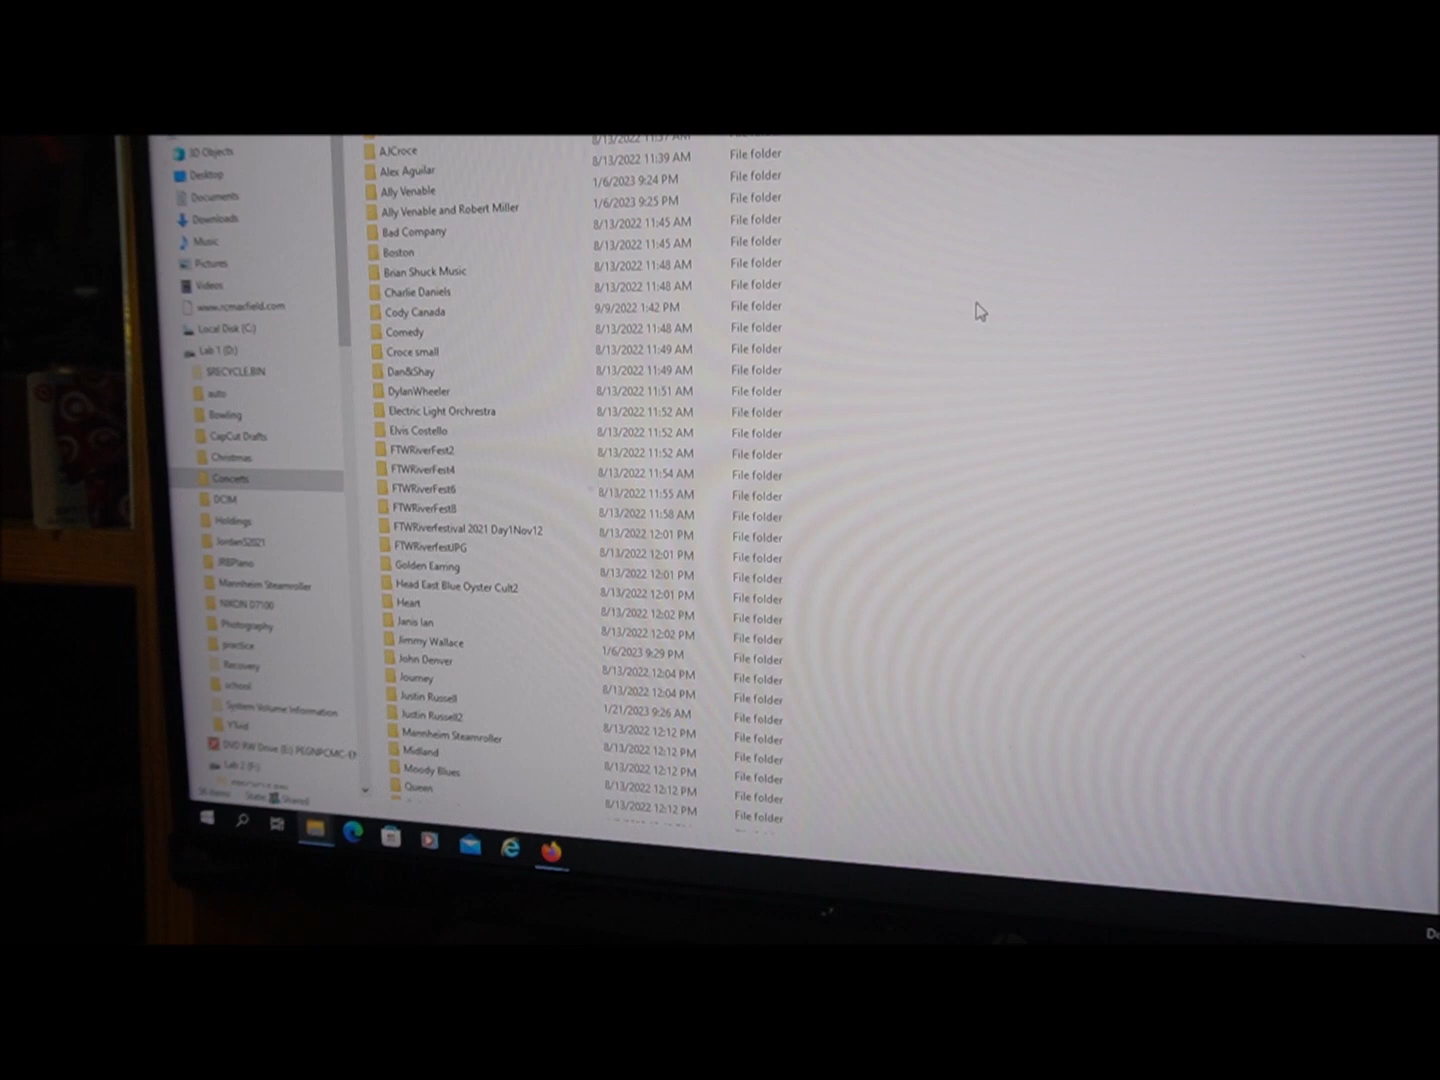 3D Objects
Desktop
Documents
Downloads
Music
Pictures
Videos
www.rcmaxfield.com
Local Disk (C:)
Lab 1 (D:)
$RECYCLE.BIN
auto
Bowling
CapCut Drafts
Christmas
Concerts
DCIM
Holdings
JordanS2021
JRBPiano
Mannheim Steamroller
NIKON D7100
Photography
practice
Recovery
school
System Volume Information
DVD RW Drive (E:) PEGNPCMC-EN
Lab 2 (F:)
State: Shared
8/13/2022 11:37 AM
AJCroce 8/13/2022 11:39 AM File folder
Alex Aguilar 1/6/2023 9:24 PM File folder
Ally Venable 1/6/2023 9:25 PM File folder
Ally Venable and Robert Miller 8/13/2022 11:45 AM File folder
Bad Company 8/13/2022 11:45 AM File folder
Boston 8/13/2022 11:48 AM File folder
Brian Shuck Music 8/13/2022 11:48 AM File folder
Charlie Daniels 9/9/2022 1:42 PM File folder
Cody Canada 8/13/2022 11:48 AM File folder
Comedy 8/13/2022 11:49 AM File folder
Croce small 8/13/2022 11:49 AM File folder
Dan&Shay 8/13/2022 11:51 AM File folder
DylanWheeler 8/13/2022 11:52 AM File folder
Electric Light Orchrestra 8/13/2022 11:52 AM File folder
Elvis Costello 8/13/2022 11:52 AM File folder
FTWRiverFest2 8/13/2022 11:54 AM File folder
FTWRiverFest4 8/13/2022 11:55 AM File folder
FTWRiverFest6 8/13/2022 11:58 AM File folder
FTWRiverFest8 8/13/2022 12:01 PM File folder
FTWRiverfestival 2021 Day1Nov12 8/13/2022 12:01 PM File folder
FTWRiverfestJPG 8/13/2022 12:01 PM File folder
Golden Earring 8/13/2022 12:01 PM File folder
Head East Blue Oyster Cult2 8/13/2022 12:02 PM File folder
Heart 8/13/2022 12:02 PM File folder
Janis Ian 1/6/2023 9:29 PM File folder
Jimmy Wallace 8/13/2022 12:04 PM File folder
John Denver 8/13/2022 12:04 PM File folder
Journey 1/21/2023 9:26 AM File folder
Justin Russell 8/13/2022 12:12 PM File folder
Justin Russell2 8/13/2022 12:12 PM File folder
Mannheim Steamroller 8/13/2022 12:12 PM File folder
Midland 8/13/2022 12:12 PM File folder
Moody Blues 8/13/2022 12:12 PM File folder
Queen